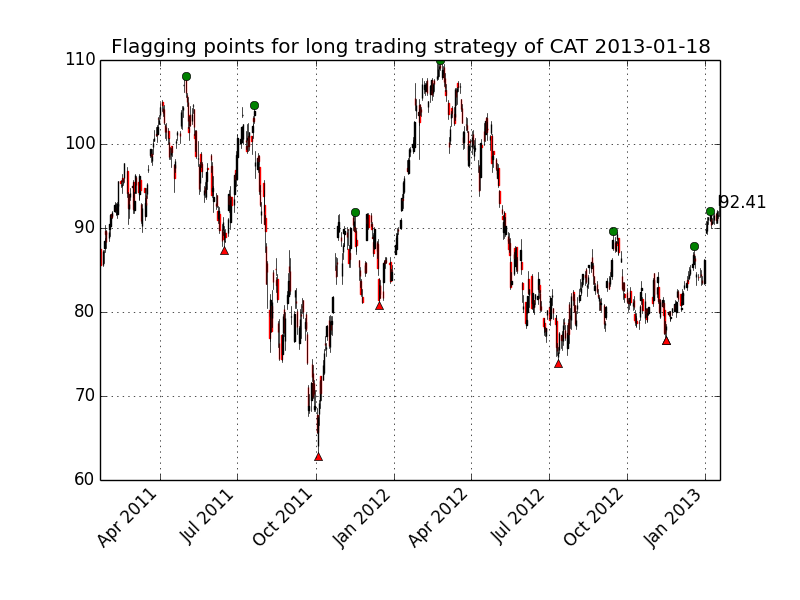 Flagging points for long trading strategy of CAT 2013-01-18
110
100
90
80
70
60
92.41
Apr 2011
Jul 2011
Oct 2011
Jan 2012
Apr 2012
Jul 2012
Oct 2012
Jan 2013